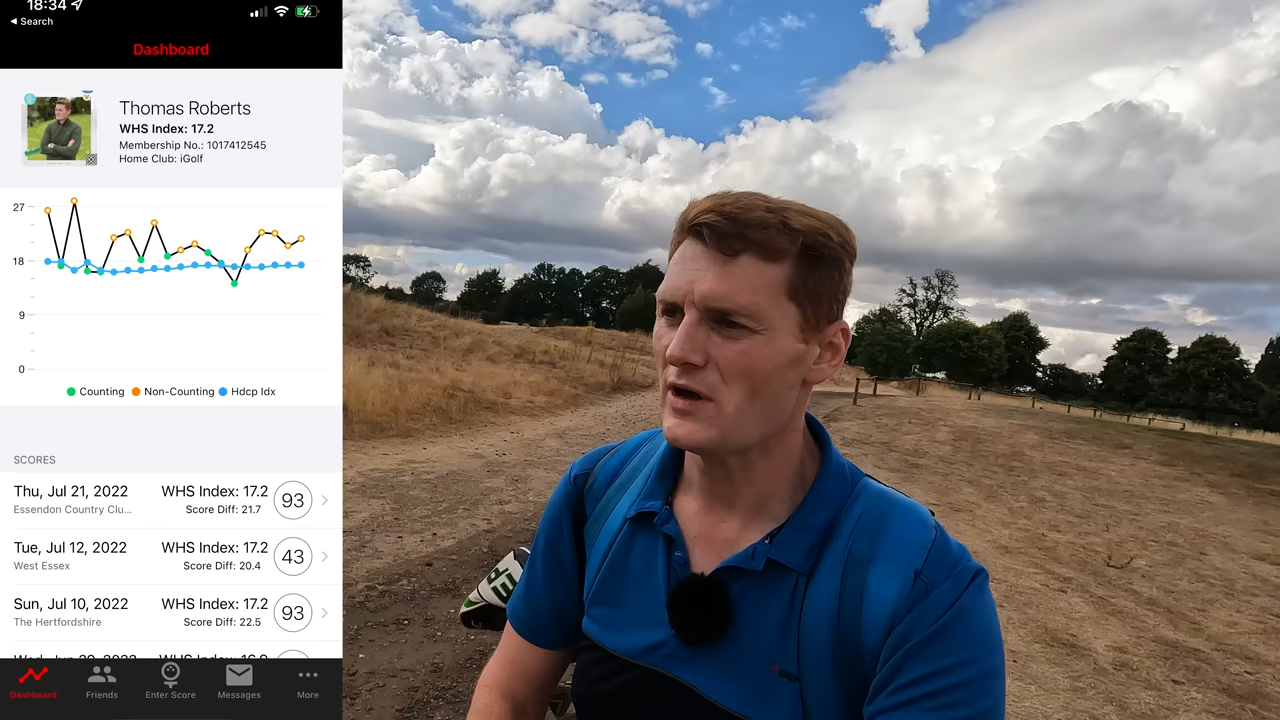 18:34
◀ Search
Dashboard
Thomas Roberts
WHS Index: 17.2
Membership No.: 1017412545
Home Club: iGolf
27
18
9
0
Counting Non-Counting Hdcp Idx
SCORES
Thu, Jul 21, 2022 WHS Index: 17.2 93
Essendon Country Clu... Score Diff: 21.7
Tue, Jul 12, 2022 WHS Index: 17.2 43
West Essex Score Diff: 20.4
Sun, Jul 10, 2022 WHS Index: 17.2 93
The Hertfordshire Score Diff: 22.5
Dashboard Friends Enter Score Messages More